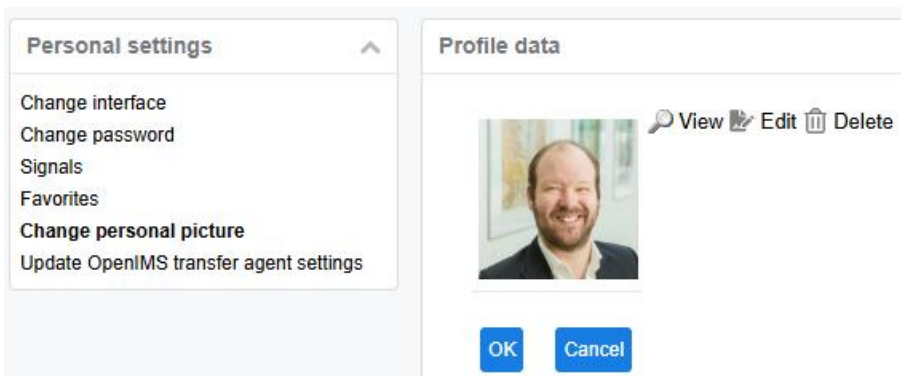 Personal settings
Change interface
Change password
Signals
Favorites
Change personal picture
Update OpenIMS transfer agent settings
Profile data
View Edit Delete
OK Cancel